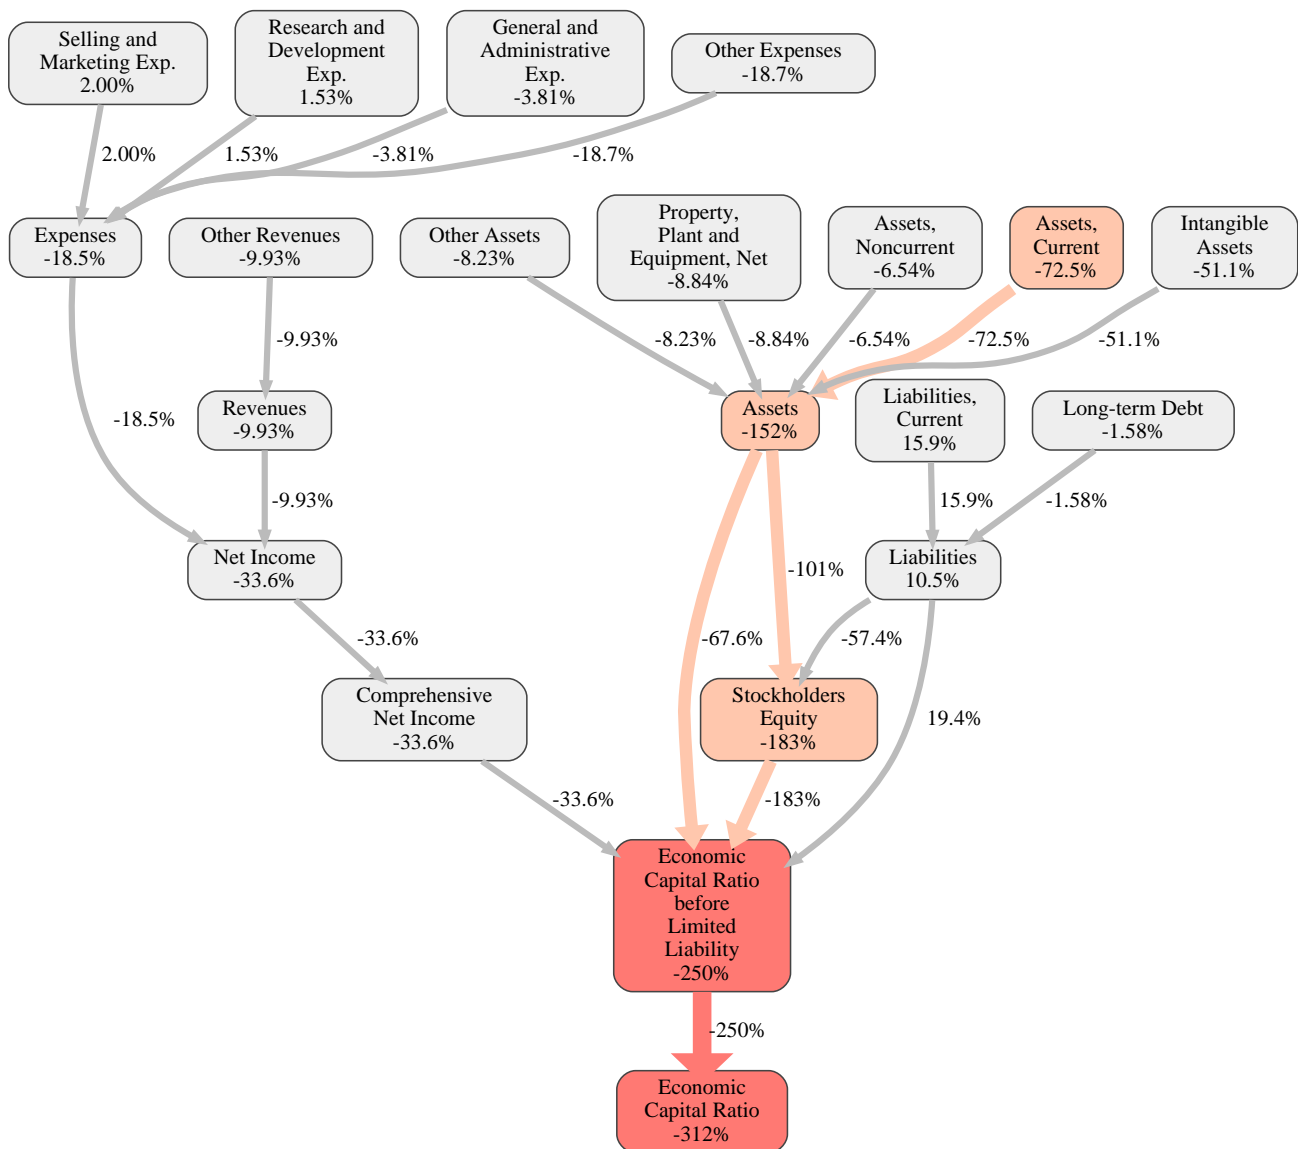 Selling and
Marketing Exp.
2.00%
Research and
Development
Exp.
1.53%
General and
Administrative
Exp.
-3.81%
Other Expenses
-18.7%
2.00%
1.53%
-3.81%
-18.7%
Expenses
-18.5%
Other Revenues
-9.93%
Other Assets
-8.23%
Property,
Plant and
Equipment, Net
-8.84%
Assets,
Noncurrent
-6.54%
Assets,
Current
-72.5%
Intangible
Assets
-51.1%
-9.93%
-8.23%
-8.84%
-6.54%
-72.5%
-51.1%
-18.5%
Revenues
-9.93%
Assets
-152%
Liabilities,
Current
15.9%
Long-term Debt
-1.58%
-9.93%
15.9%
-1.58%
Net Income
-33.6%
-101%
Liabilities
10.5%
-33.6%
-67.6%
-57.4%
Comprehensive
Net Income
-33.6%
Stockholders
Equity
-183%
19.4%
-33.6%
-183%
Economic
Capital Ratio
before
Limited
Liability
-250%
-250%
Economic
Capital Ratio
-312%